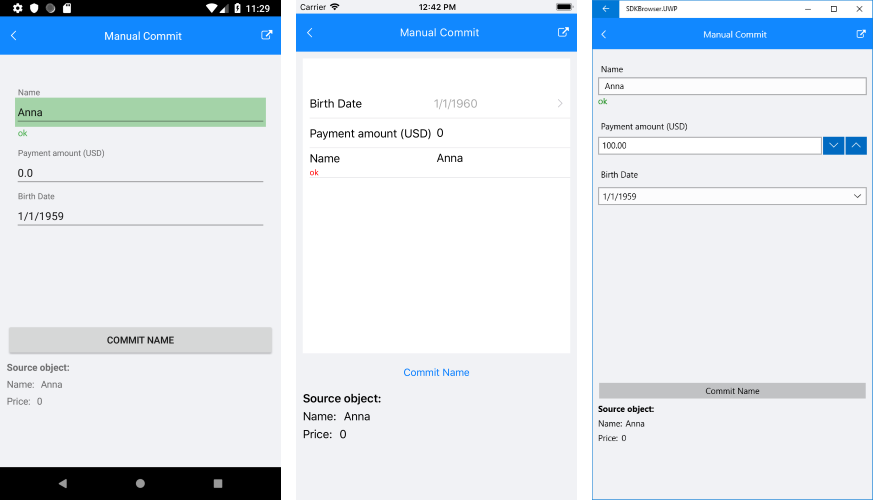 11:29
Manual Commit
Name
Anna
ok
Payment amount (USD)
0.0
Birth Date
1/1/1959
COMMIT NAME
Source object:
Name: Anna
Price: 0
Carrier 12:42 PM
Manual Commit
Birth Date 1/1/1960
Payment amount (USD) 0
Name Anna
ok
Commit Name
Source object:
Name: Anna
Price: 0
SDKBrowser.UWP
Manual Commit
Name
Anna
ok
Payment amount (USD)
100.00
Birth Date
1/1/1959
Commit Name
Source object:
Name: Anna
Price: 0